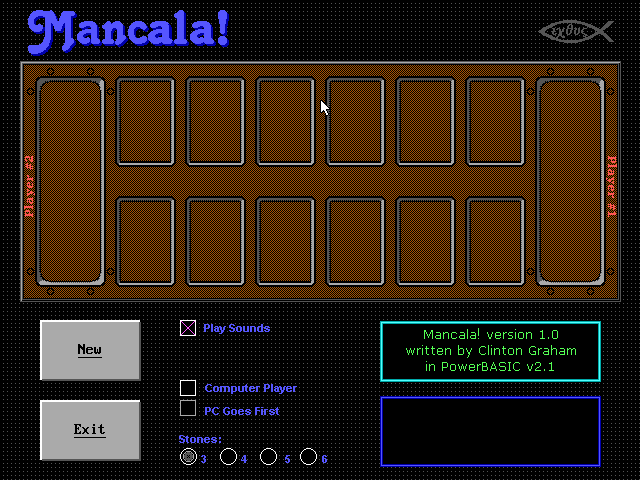 Mancala!
ιχθυς
Player #2
Player #1
New
Exit
Play Sounds
Computer Player
PC Goes First
Stones:
3 4 5 6
Mancala! version 1.0
written by Clinton Graham
in PowerBASIC v2.1